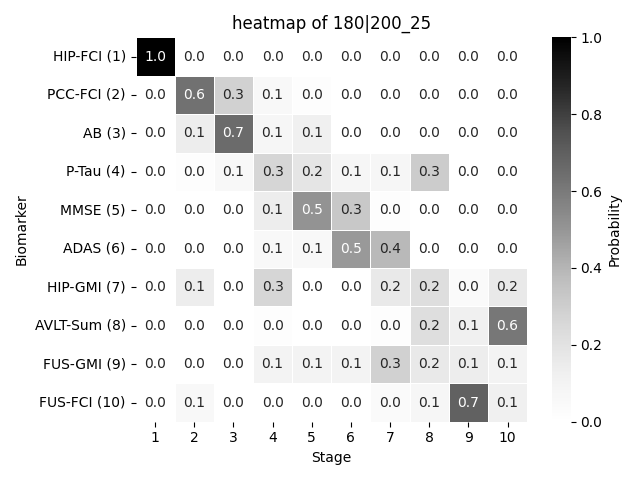 heatmap of 180|200_25
HIP-FCI (1) 1.0 0.0 0.0 0.0 0.0 0.0 0.0 0.0 0.0 0.0
PCC-FCI (2) 0.0 0.6 0.3 0.1 0.0 0.0 0.0 0.0 0.0 0.0
AB (3) 0.0 0.1 0.7 0.1 0.1 0.0 0.0 0.0 0.0 0.0
P-Tau (4) 0.0 0.0 0.1 0.3 0.2 0.1 0.1 0.3 0.0 0.0
MMSE (5) 0.0 0.0 0.0 0.1 0.5 0.3 0.0 0.0 0.0 0.0
ADAS (6) 0.0 0.0 0.0 0.1 0.1 0.5 0.4 0.0 0.0 0.0
HIP-GMI (7) 0.0 0.1 0.0 0.3 0.0 0.0 0.2 0.2 0.0 0.2
AVLT-Sum (8) 0.0 0.0 0.0 0.0 0.0 0.0 0.0 0.2 0.1 0.6
FUS-GMI (9) 0.0 0.0 0.0 0.1 0.1 0.1 0.3 0.2 0.1 0.1
FUS-FCI (10) 0.0 0.1 0.0 0.0 0.0 0.0 0.0 0.1 0.7 0.1
1 2 3 4 5 6 7 8 9 10
Stage
Biomarker
1.0
0.8
0.6
0.4
0.2
0.0
Probability